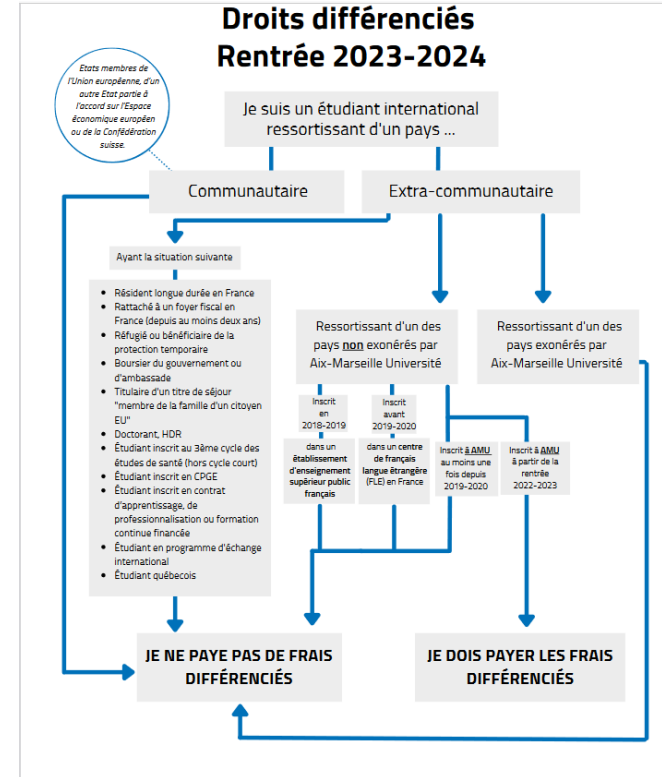 Droits différenciés
Rentrée 2023-2024
Etats membres de
l'Union européenne, d'un
autre Etat partie à
l'accord sur l'Espace
économique européen
ou de la Confédération
suisse.
Je suis un étudiant international
ressortissant d'un pays ...
Communautaire
Extra-communautaire
Ayant la situation suivante
• Résident longue durée en France
• Rattaché à un foyer fiscal en
France (depuis au moins deux ans)
• Réfugié ou bénéficiaire de la
protection temporaire
• Boursier du gouvernement ou
d'ambassade
• Titulaire d'un titre de séjour
"membre de la famille d'un citoyen
EU"
• Doctorant, HDR
• Étudiant inscrit au 3ème cycle des
études de santé (hors cycle court)
• Étudiant inscrit en CPGE
• Étudiant inscrit en contrat
d'apprentissage, de
professionnalisation ou formation
continue financée
• Étudiant en programme d'échange
international
• Étudiant québecois
Ressortissant d'un des
pays non exonérés par
Aix-Marseille Université
Ressortissant d'un des
pays exonérés par
Aix-Marseille Université
Inscrit
en
2018-2019
dans un
établissement
d'enseignement
supérieur public
français
Inscrit
avant
2019-2020
dans un centre
de français
langue étrangère
(FLE) en France
Inscrit à AMU
au moins une
fois depuis
2019-2020
Inscrit à AMU
à partir de la
rentrée
2022-2023
JE NE PAYE PAS DE FRAIS
DIFFÉRENCIÉS
JE DOIS PAYER LES FRAIS
DIFFÉRENCIÉS